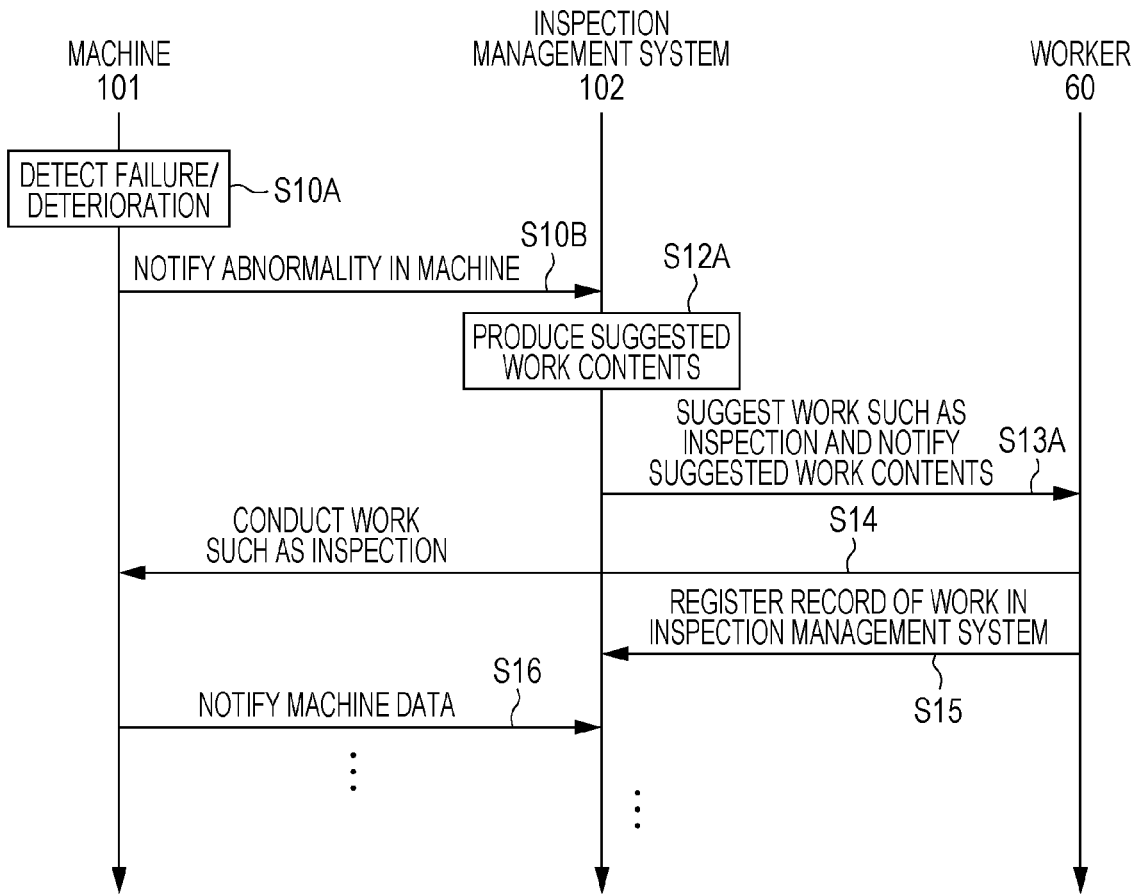 MACHINE
101
INSPECTION
MANAGEMENT SYSTEM
102
WORKER
60
DETECT FAILURE/
DETERIORATION
S10A
NOTIFY ABNORMALITY IN MACHINE
S10B
S12A
PRODUCE SUGGESTED
WORK CONTENTS
SUGGEST WORK SUCH AS
INSPECTION AND NOTIFY
SUGGESTED WORK CONTENTS
S13A
CONDUCT WORK
SUCH AS INSPECTION
S14
REGISTER RECORD OF WORK IN
INSPECTION MANAGEMENT SYSTEM
S15
NOTIFY MACHINE DATA
S16